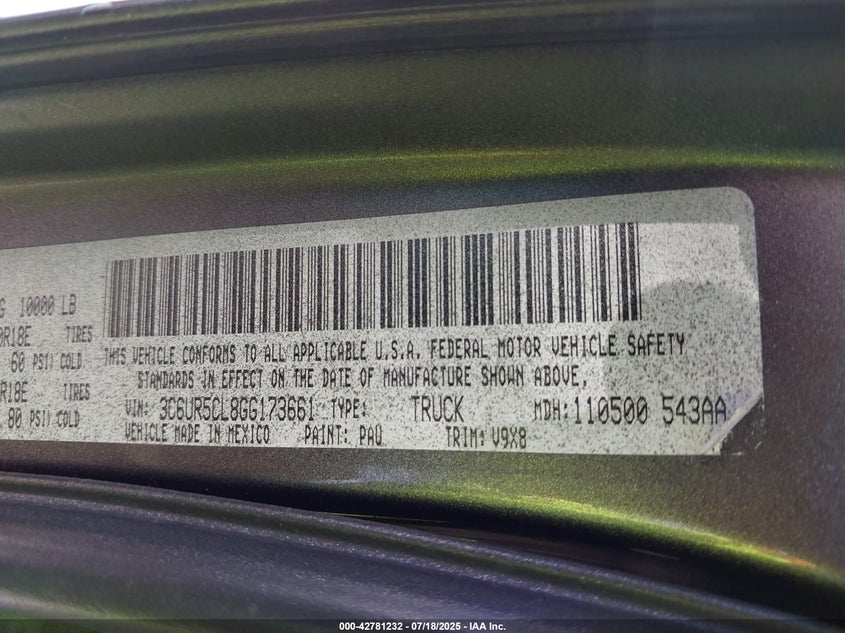 G 10000 LB
0R18E TIRES
60 PSI) COLD
R18E TIRES
80 PSI) COLD
THIS VEHICLE CONFORMS TO ALL APPLICABLE U.S.A. FEDERAL MOTOR VEHICLE SAFETY
STANDARDS IN EFFECT ON THE DATE OF MANUFACTURE SHOWN ABOVE.
VIN: 3C6UR5CL8GG173661 TYPE: TRUCK MDH: 110500 543AA
VEHICLE MADE IN MEXICO PAINT: PAU TRIM: V9X8
000-42781232 - 07/18/2025 - IAA Inc.